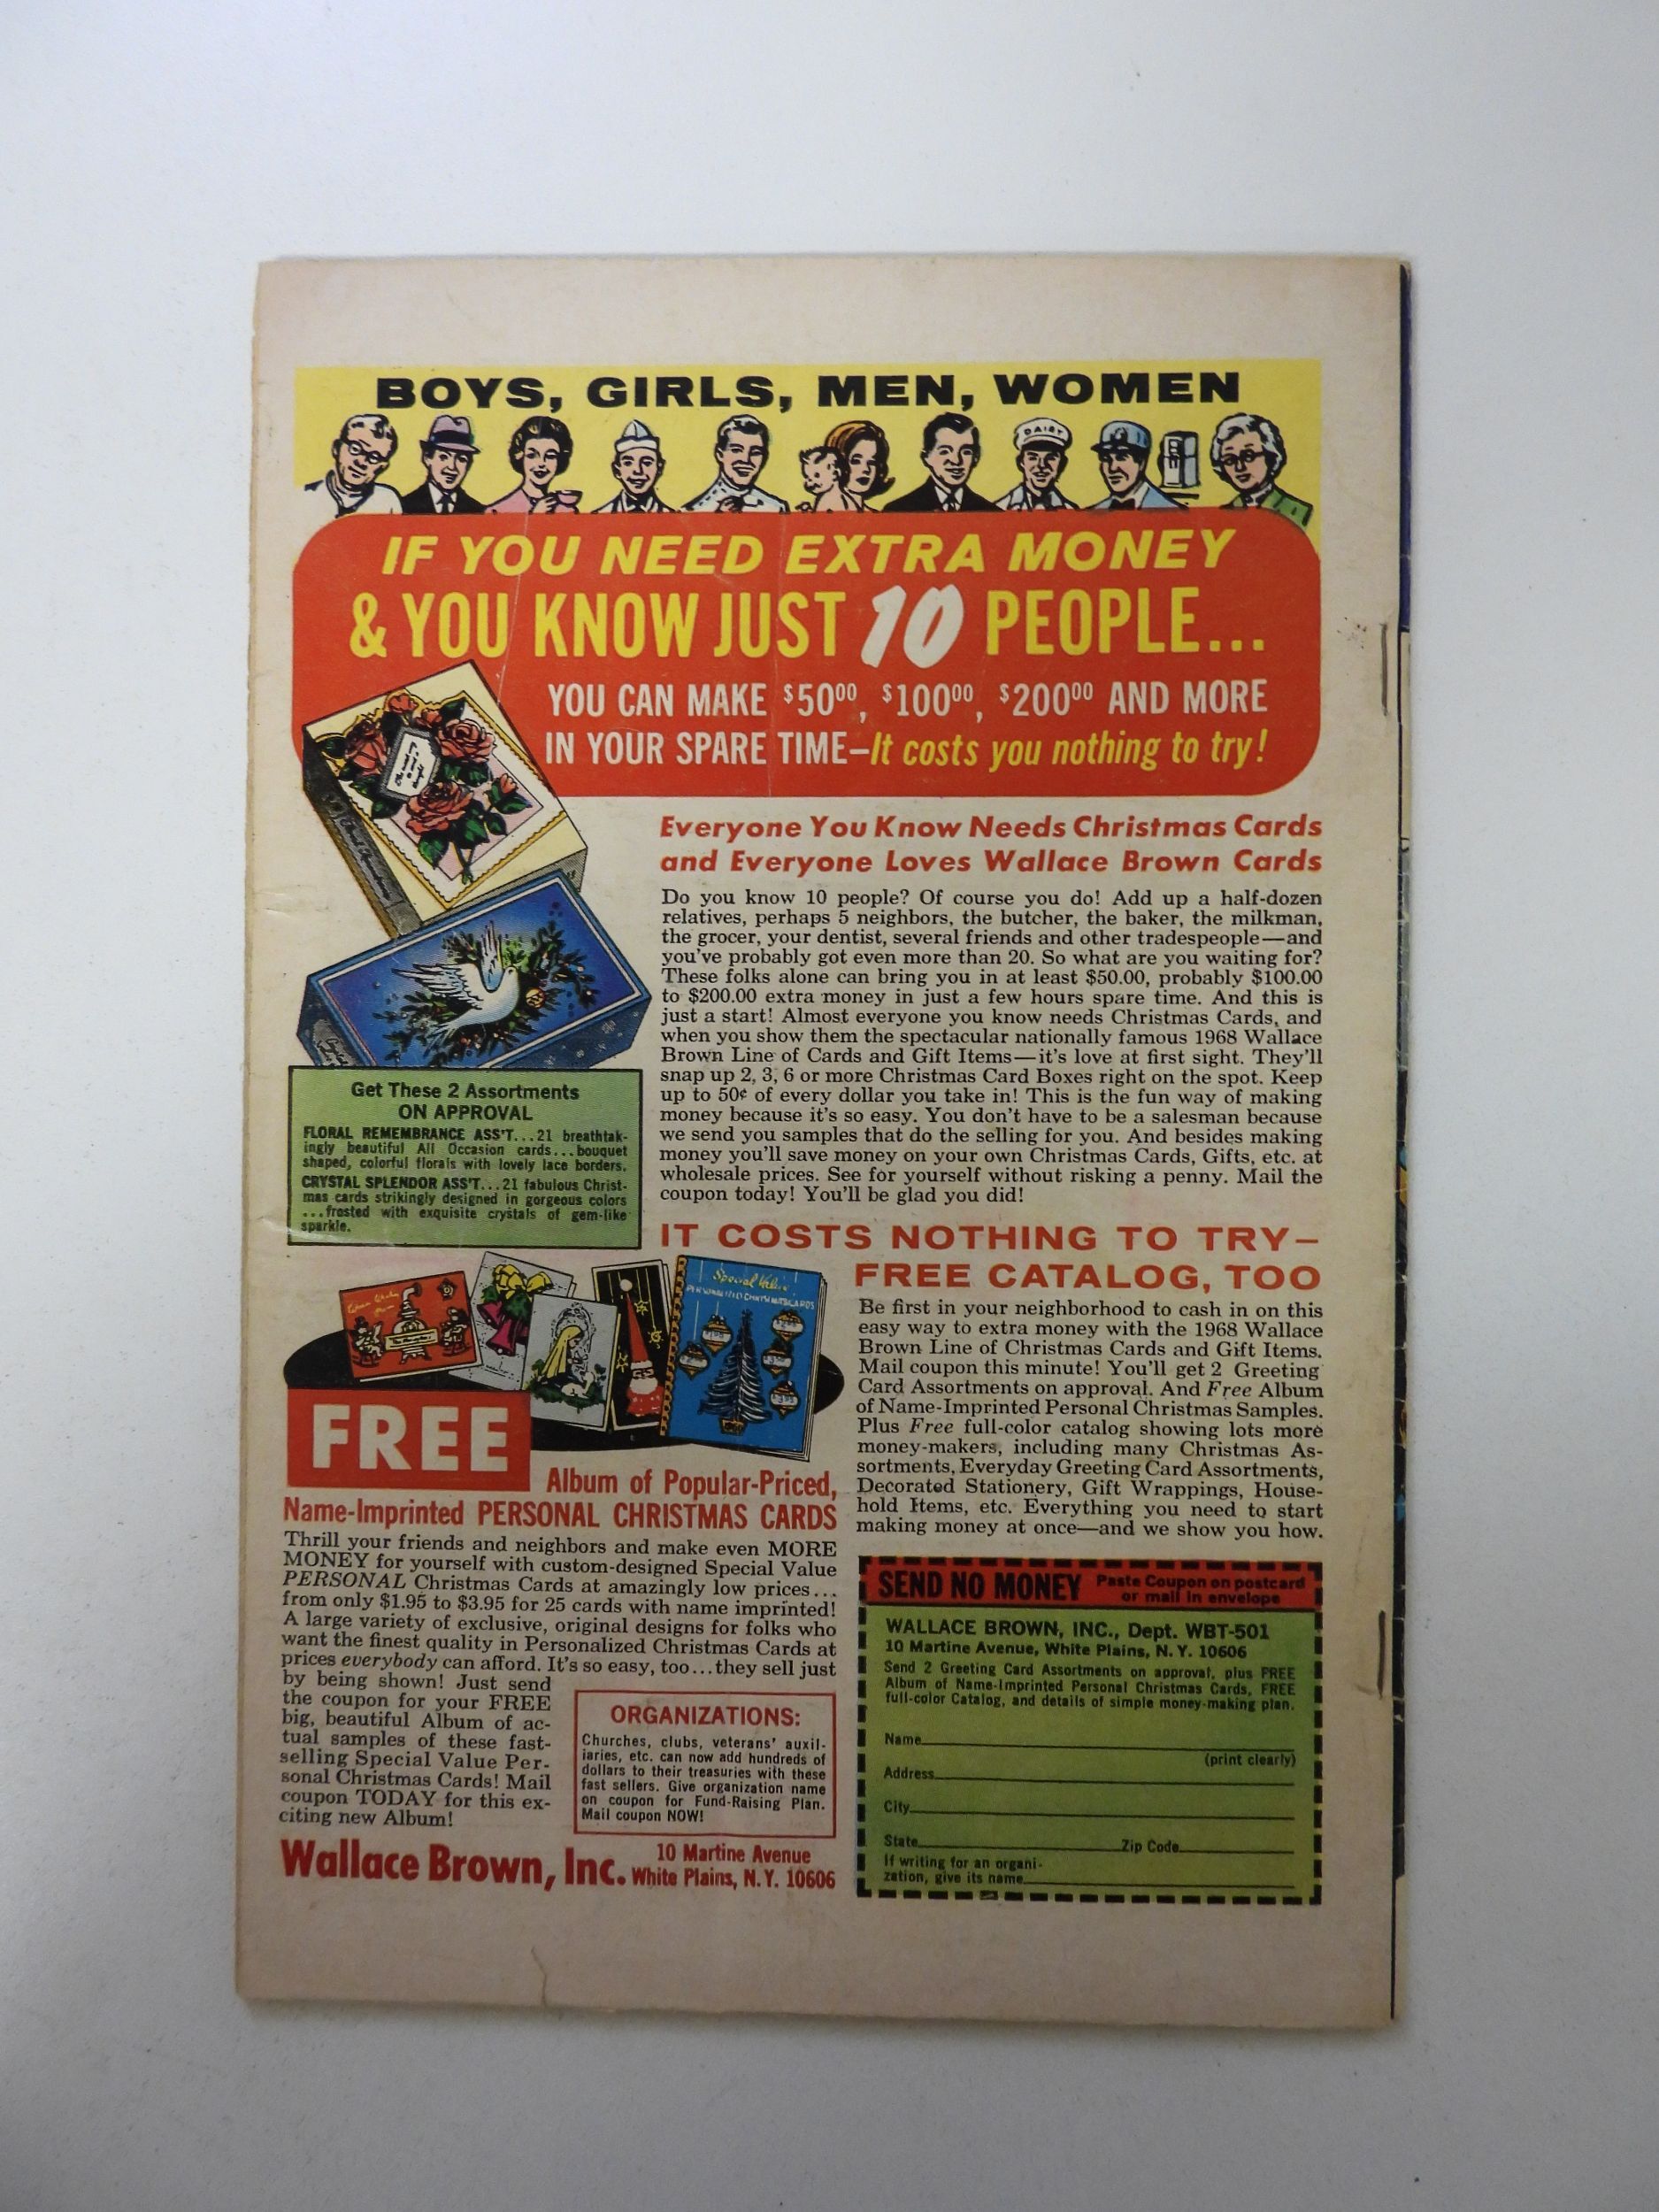 BOYS, GIRLS, MEN, WOMEN
DAIRY
IF YOU NEED EXTRA MONEY
& YOU KNOW JUST 10 PEOPLE...
YOU CAN MAKE $50⁰⁰, $100⁰⁰, $200⁰⁰ AND MORE
IN YOUR SPARE TIME—It costs you nothing to try!
Everyone You Know Needs Christmas Cards
and Everyone Loves Wallace Brown Cards
Do you know 10 people? Of course you do! Add up a half-dozen
relatives, perhaps 5 neighbors, the butcher, the baker, the milkman,
the grocer, your dentist, several friends and other tradespeople—and
you've probably got even more than 20. So what are you waiting for?
These folks alone can bring you in at least $50.00, probably $100.00
to $200.00 extra money in just a few hours spare time. And this is
just a start! Almost everyone you know needs Christmas Cards, and
when you show them the spectacular nationally famous 1968 Wallace
Brown Line of Cards and Gift Items—it's love at first sight. They'll
snap up 2, 3, 6 or more Christmas Card Boxes right on the spot. Keep
up to 50¢ of every dollar you take in! This is the fun way of making
money because it's so easy. You don't have to be a salesman because
we send you samples that do the selling for you. And besides making
money you'll save money on your own Christmas Cards, Gifts, etc. at
wholesale prices. See for yourself without risking a penny. Mail the
coupon today! You'll be glad you did!
Get These 2 Assortments
ON APPROVAL
FLORAL REMEMBRANCE ASS'T...21 breathtak-
ingly beautiful All Occasion cards...bouquet
shaped, colorful florals with lovely lace borders.
CRYSTAL SPLENDOR ASS'T...21 fabulous Christ-
mas cards strikingly designed in gorgeous colors
...frosted with exquisite crystals of gem-like
sparkle.
IT COSTS NOTHING TO TRY—
FREE CATALOG, TOO
Be first in your neighborhood to cash in on this
easy way to extra money with the 1968 Wallace
Brown Line of Christmas Cards and Gift Items.
Mail coupon this minute! You'll get 2 Greeting
Card Assortments on approval. And Free Album
of Name-Imprinted Personal Christmas Samples.
Plus Free full-color catalog showing lots more
money-makers, including many Christmas As-
sortments, Everyday Greeting Card Assortments,
Decorated Stationery, Gift Wrappings, House-
hold Items, etc. Everything you need to start
making money at once—and we show you how.
Special Value
PERSONALIZED CHRISTMAS CARDS
FREE
Album of Popular-Priced,
Name-Imprinted PERSONAL CHRISTMAS CARDS
Thrill your friends and neighbors and make even MORE
MONEY for yourself with custom-designed Special Value
PERSONAL Christmas Cards at amazingly low prices...
from only $1.95 to $3.95 for 25 cards with name imprinted!
A large variety of exclusive, original designs for folks who
want the finest quality in Personalized Christmas Cards at
prices everybody can afford. It's so easy, too...they sell just
by being shown! Just send
the coupon for your FREE
big, beautiful Album of ac-
tual samples of these fast-
selling Special Value Per-
sonal Christmas Cards! Mail
coupon TODAY for this ex-
citing new Album!
ORGANIZATIONS:
Churches, clubs, veterans' auxil-
iaries, etc. can now add hundreds of
dollars to their treasuries with these
fast sellers. Give organization name
on coupon for Fund-Raising Plan.
Mail coupon NOW!
Wallace Brown, Inc.
10 Martine Avenue
White Plains, N.Y. 10606
SEND NO MONEY
Paste Coupon on postcard
or mail in envelope
WALLACE BROWN, INC., Dept. WBT-501
10 Martine Avenue, White Plains, N.Y. 10606
Send 2 Greeting Card Assortments on approval, plus FREE
Album of Name-Imprinted Personal Christmas Cards, FREE
full-color Catalog, and details of simple money-making plan.
Name
(print clearly)
Address
City
State Zip Code
If writing for an organi-
zation, give its name